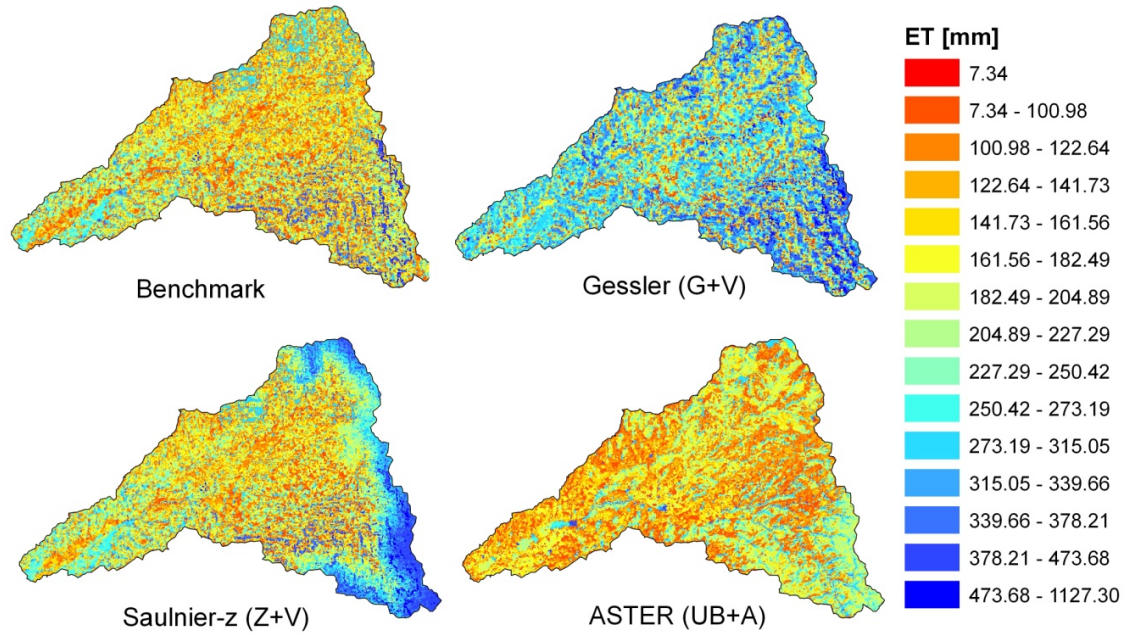 ET [mm]
7.34
7.34 - 100.98
100.98 - 122.64
122.64 - 141.73
141.73 - 161.56
161.56 - 182.49
182.49 - 204.89
204.89 - 227.29
227.29 - 250.42
250.42 - 273.19
273.19 - 315.05
315.05 - 339.66
339.66 - 378.21
378.21 - 473.68
473.68 - 1127.30
Benchmark
Gessler (G+V)
Saulnier-z (Z+V)
ASTER (UB+A)